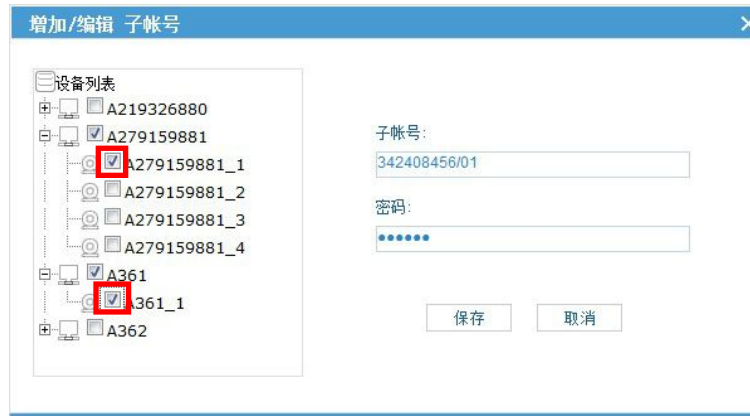 增加/编辑 子帐号
设备列表
A219326880
A279159881
A279159881_1
A279159881_2
A279159881_3
A279159881_4
A361
A361_1
A362
子帐号:
342408456/01
密码:
••••••
保存 取消